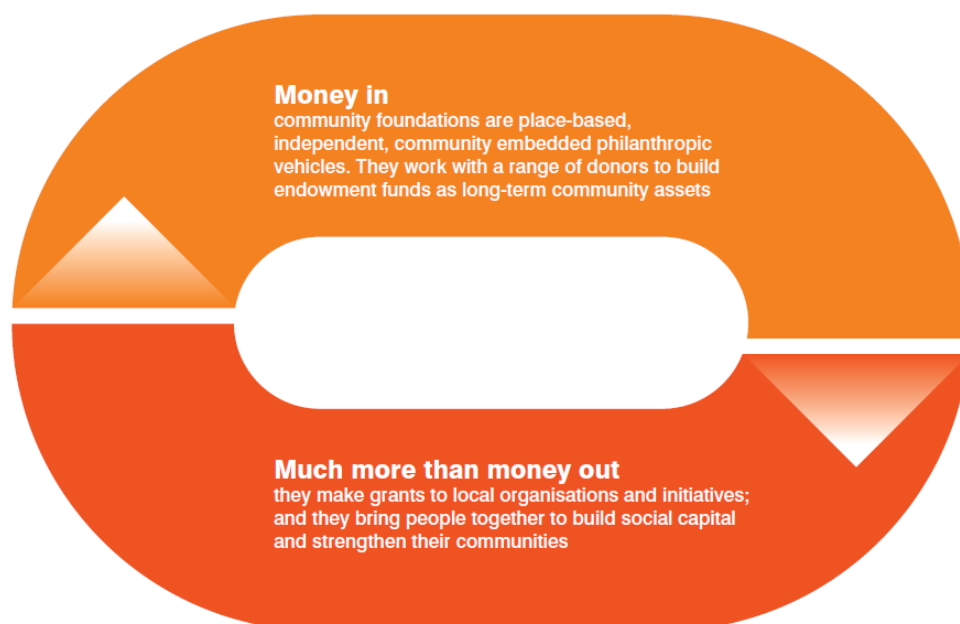 Money in
community foundations are place-based,
independent, community embedded philanthropic
vehicles. They work with a range of donors to build
endowment funds as long-term community assets
Much more than money out
they make grants to local organisations and initiatives;
and they bring people together to build social capital
and strengthen their communities